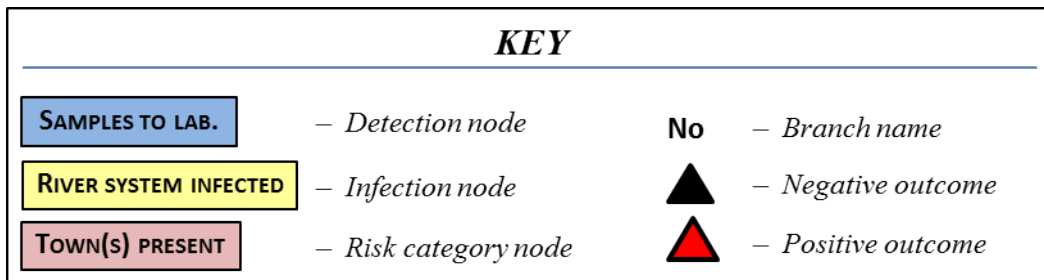 KEY
SAMPLES TO LAB. – Detection node
No – Branch name
RIVER SYSTEM INFECTED – Infection node
– Negative outcome
TOWN(S) PRESENT – Risk category node
– Positive outcome